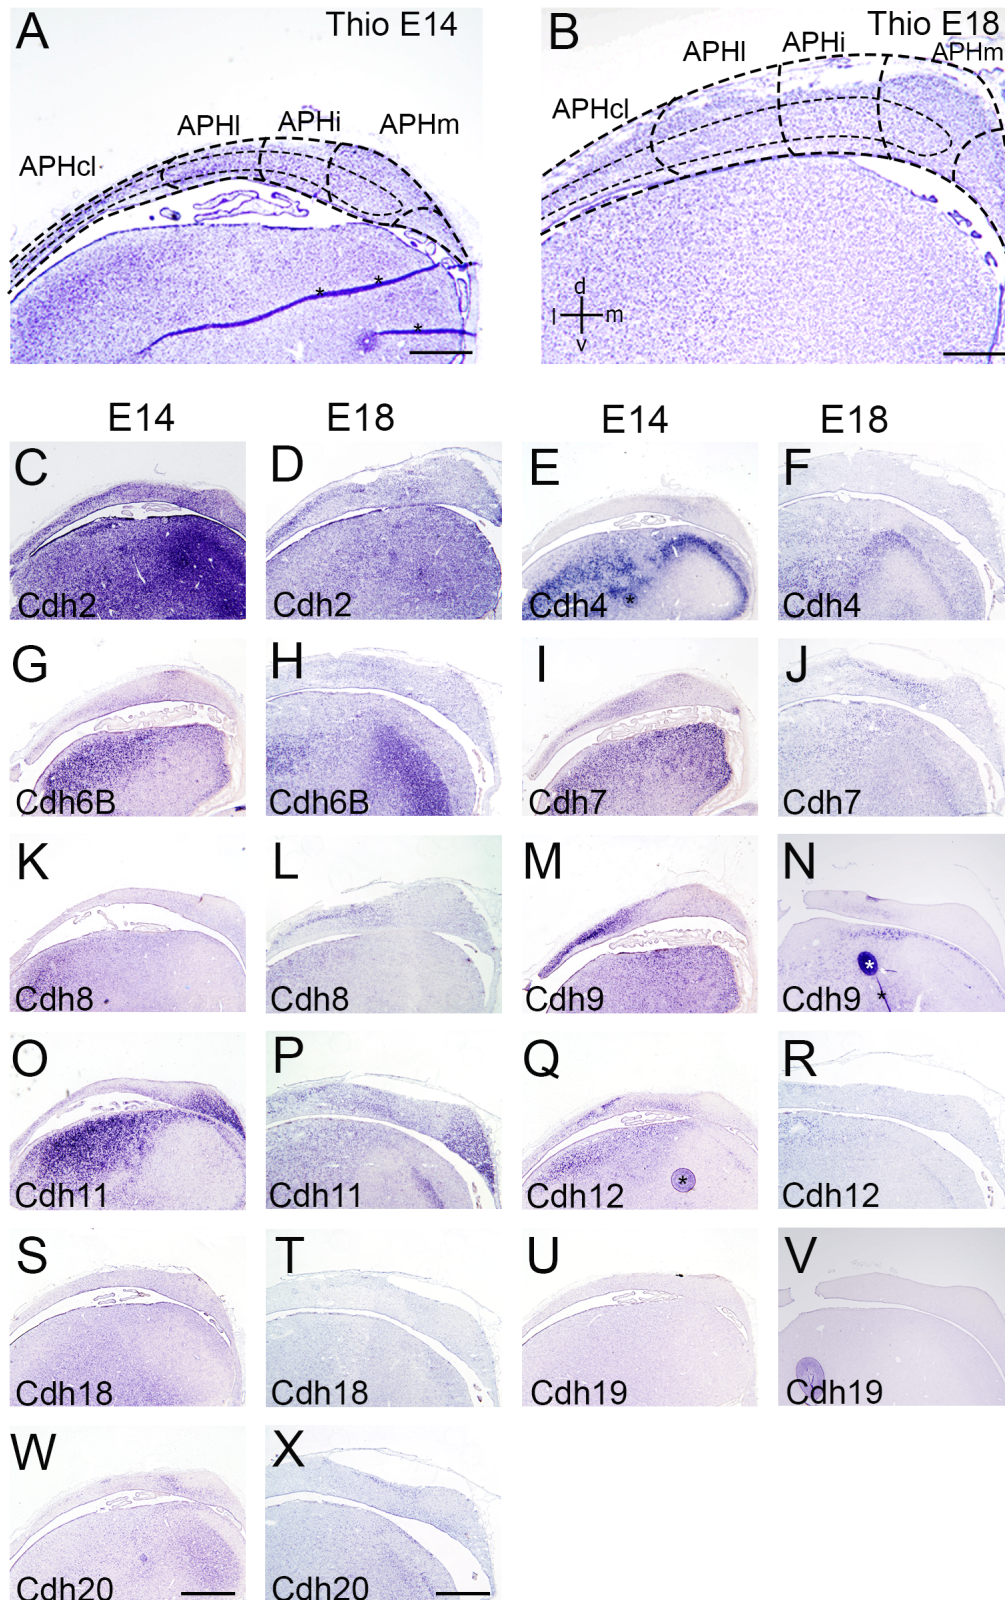 A
Thio E14
APHcl
APHl
APHi
APHm
*
*
*
B
Thio E18
APHcl
APHl
APHi
APHm
d
l
m
v
E14
E18
E14
E18
C
Cdh2
D
Cdh2
E
*
Cdh4
F
Cdh4
G
Cdh6B
H
Cdh6B
I
Cdh7
J
Cdh7
K
Cdh8
L
Cdh8
M
Cdh9
N
*
*
Cdh9
O
Cdh11
P
Cdh11
Q
*
Cdh12
R
Cdh12
S
Cdh18
T
Cdh18
U
Cdh19
V
Cdh19
W
Cdh20
X
Cdh20